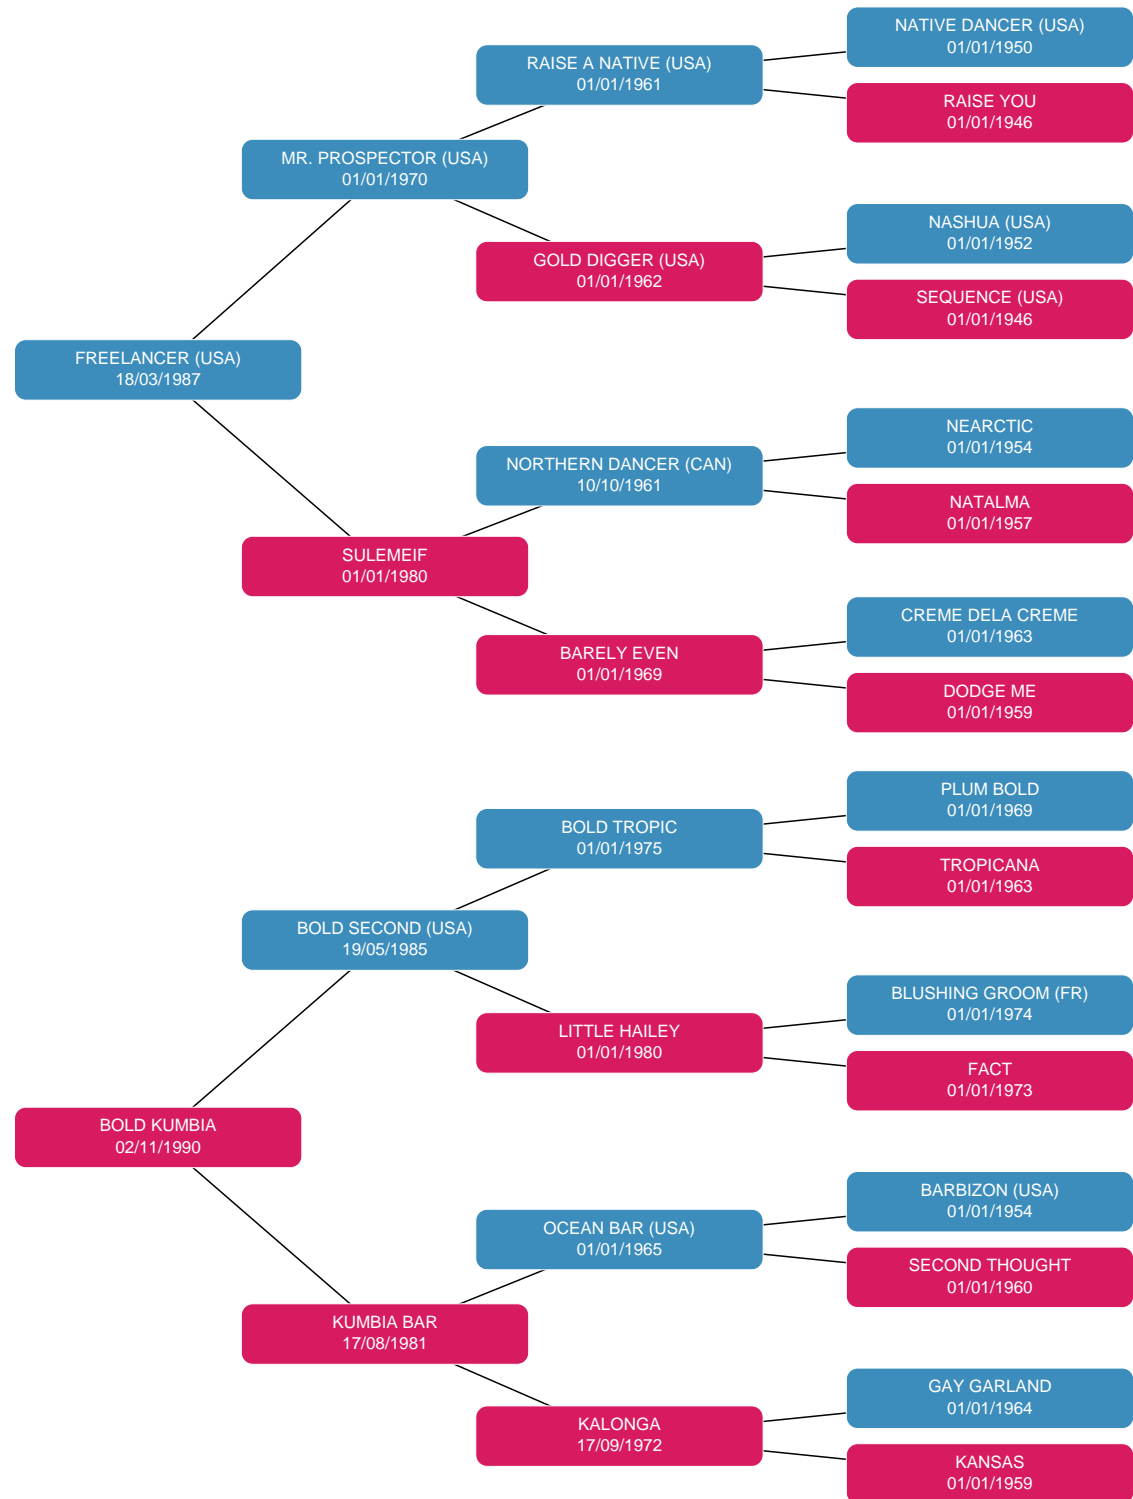 NATIVE DANCER (USA)
01/01/1950
RAISE A NATIVE (USA)
01/01/1961
RAISE YOU
01/01/1946
MR. PROSPECTOR (USA)
01/01/1970
NASHUA (USA)
01/01/1952
GOLD DIGGER (USA)
01/01/1962
SEQUENCE (USA)
01/01/1946
FREELANCER (USA)
18/03/1987
NEARCTIC
01/01/1954
NORTHERN DANCER (CAN)
10/10/1961
NATALMA
01/01/1957
SULEMEIF
01/01/1980
CREME DELA CREME
01/01/1963
BARELY EVEN
01/01/1969
DODGE ME
01/01/1959
PLUM BOLD
01/01/1969
BOLD TROPIC
01/01/1975
TROPICANA
01/01/1963
BOLD SECOND (USA)
19/05/1985
BLUSHING GROOM (FR)
01/01/1974
LITTLE HAILEY
01/01/1980
FACT
01/01/1973
BOLD KUMBIA
02/11/1990
BARBIZON (USA)
01/01/1954
OCEAN BAR (USA)
01/01/1965
SECOND THOUGHT
01/01/1960
KUMBIA BAR
17/08/1981
GAY GARLAND
01/01/1964
KALONGA
17/09/1972
KANSAS
01/01/1959